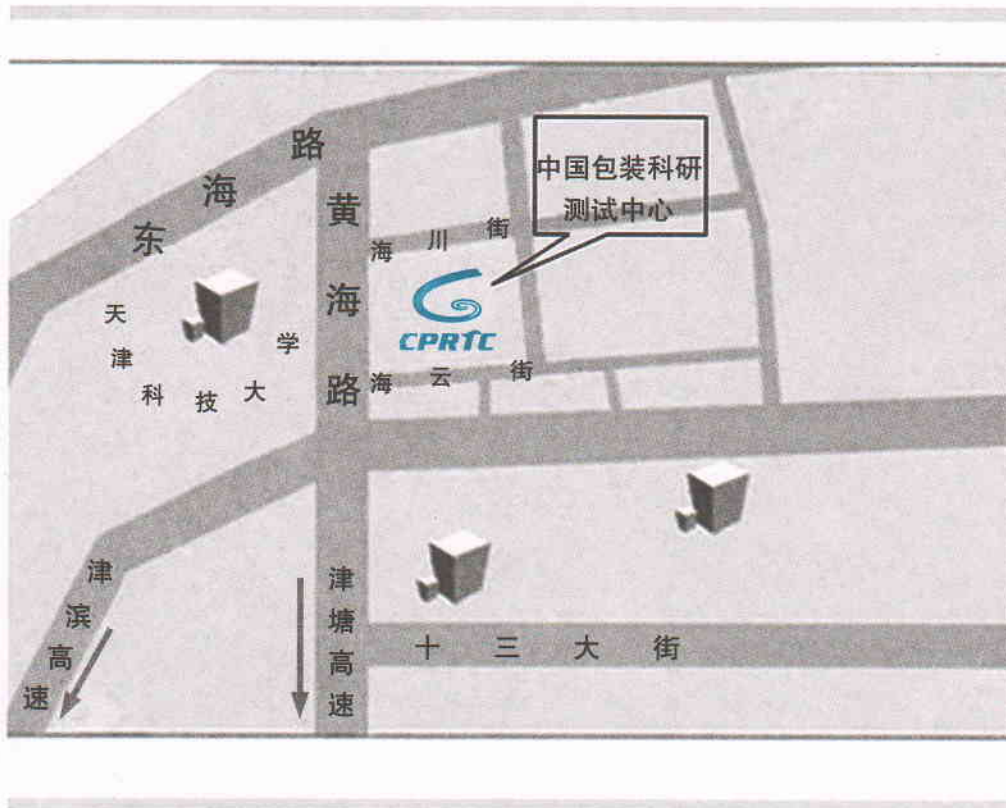 东海路
黄海路
中国包装科研
测试中心
海川街
CPRTC
海云街
天津科技大学
津滨高速
津塘高速
十三大街